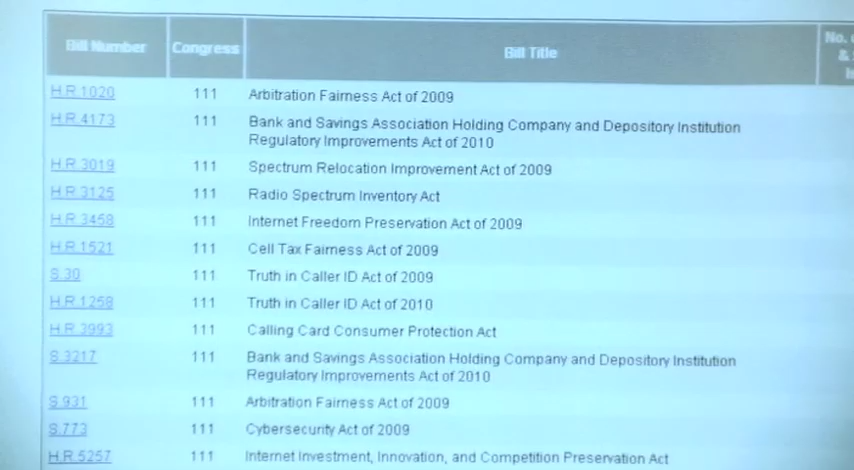 Bill Number Congress Bill Title No.
&
H.R.1020 111 Arbitration Fairness Act of 2009
H.R.4173 111 Bank and Savings Association Holding Company and Depository Institution
Regulatory Improvements Act of 2010
H.R.3019 111 Spectrum Relocation Improvement Act of 2009
H.R.3125 111 Radio Spectrum Inventory Act
H.R.3458 111 Internet Freedom Preservation Act of 2009
H.R.1521 111 Cell Tax Fairness Act of 2009
S.30 111 Truth in Caller ID Act of 2009
H.R.1258 111 Truth in Caller ID Act of 2010
H.R.3993 111 Calling Card Consumer Protection Act
S.3217 111 Bank and Savings Association Holding Company and Depository Institution
Regulatory Improvements Act of 2010
S.931 111 Arbitration Fairness Act of 2009
S.773 111 Cybersecurity Act of 2009
H.R.5257 111 Internet Investment, Innovation, and Competition Preservation Act